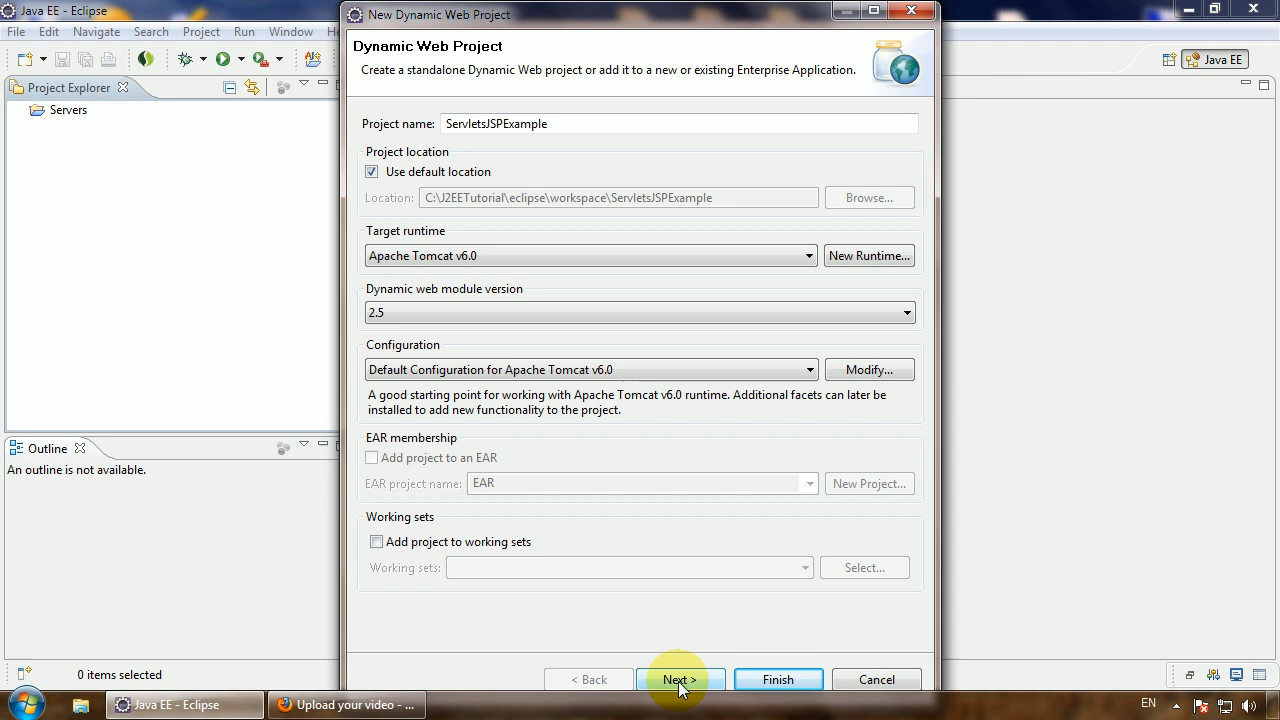 Java EE - Eclipse
New Dynamic Web Project
File Edit Navigate Search Project Run Window
Dynamic Web Project
Create a standalone Dynamic Web project or add it to a new or existing Enterprise Application.
Java EE
Project Explorer
Servers
Project name: ServletsJSPExample
Project location
Use default location
Location: C:\J2EETutorial\eclipse\workspace\ServletsJSPExample Browse...
Target runtime
Apache Tomcat v6.0 New Runtime...
Dynamic web module version
2.5
Configuration
Default Configuration for Apache Tomcat v6.0 Modify...
A good starting point for working with Apache Tomcat v6.0 runtime. Additional facets can later be
installed to add new functionality to the project.
EAR membership
Add project to an EAR
EAR project name: EAR New Project...
Working sets
Add project to working sets
Working sets: Select...
Outline
An outline is not available.
0 items selected
< Back Next > Finish Cancel
Java EE - Eclipse
Upload your video - ...
EN